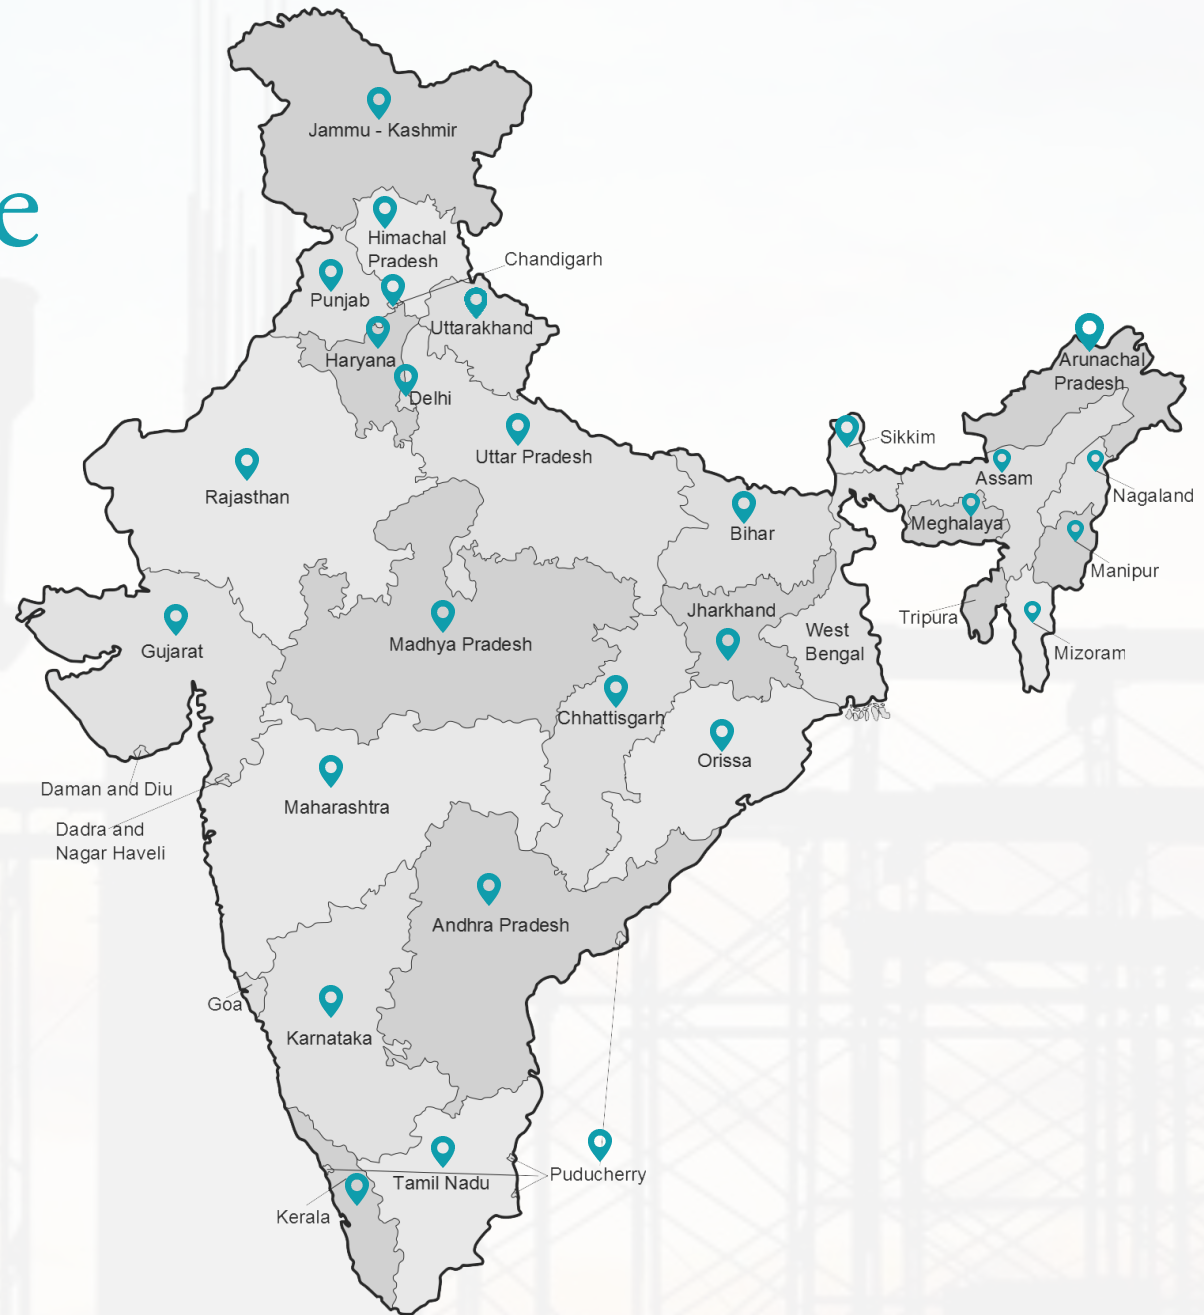 Jammu - Kashmir
e
Himachal
Pradesh
Chandigarh
Punjab
Uttarakhand
Haryana
Arunachal
Pradesh
Delhi
Sikkim
Uttar Pradesh
Assam
Rajasthan
Nagaland
Meghalaya
Bihar
Manipur
Jharkhand
Tripura
West
Bengal
Madhya Pradesh
Gujarat
Mizoram
Chhattisgarh
Orissa
Daman and Diu
Maharashtra
Dadra and
Nagar Haveli
Andhra Pradesh
Goa
Karnataka
Puducherry
Tamil Nadu
Kerala